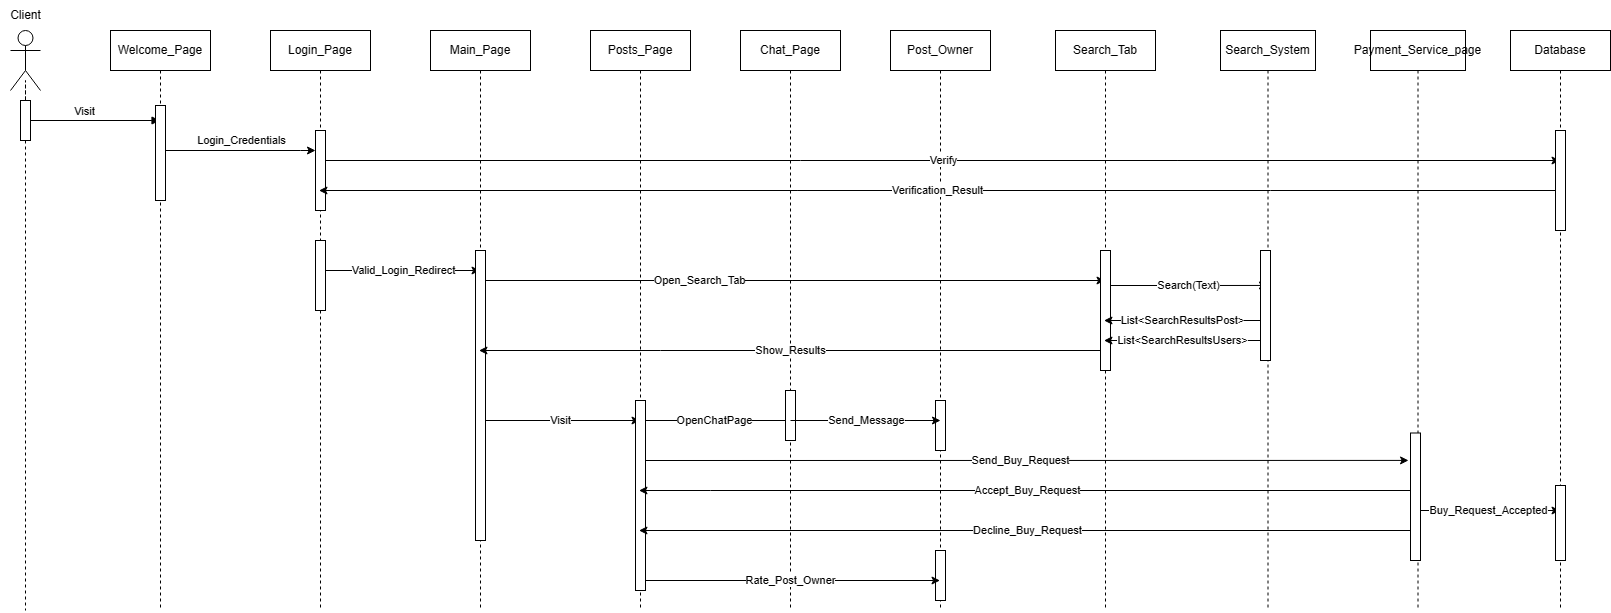 Client
Welcome_Page
Login_Page
Main_Page
Posts_Page
Chat_Page
Post_Owner
Search_Tab
Search_System
Payment_Service_page
Database
Visit
Login_Credentials
Verify
Verification_Result
Valid_Login_Redirect
Open_Search_Tab
Search(Text)
List<SearchResultsPost>
List<SearchResultsUsers>
Show_Results
Visit
OpenChatPage
Send_Message
Send_Buy_Request
Accept_Buy_Request
Buy_Request_Accepted
Decline_Buy_Request
Rate_Post_Owner